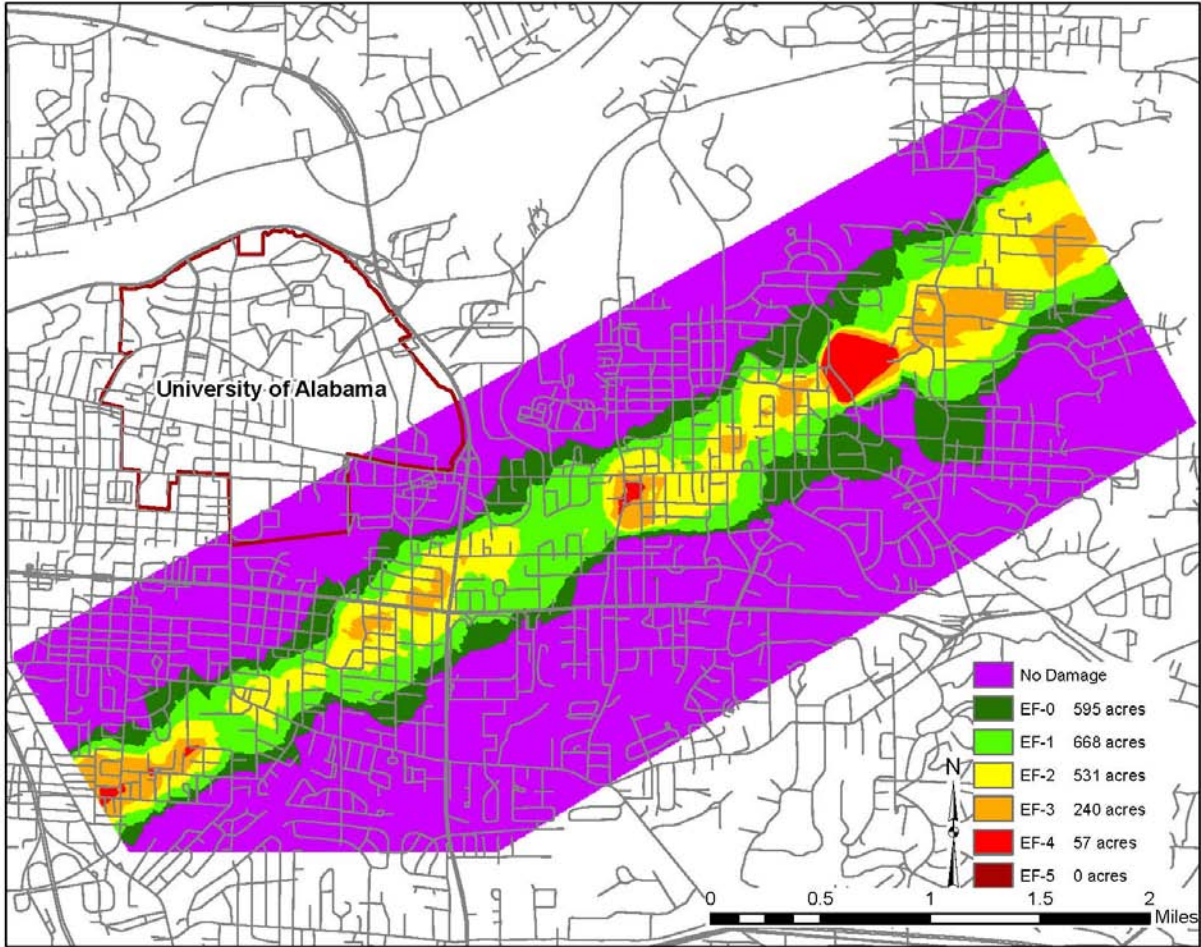 University of Alabama
No Damage
EF-0 595 acres
EF-1 668 acres
EF-2 531 acres
EF-3 240 acres
EF-4 57 acres
EF-5 0 acres
N
0 0.5 1 1.5 2
Miles